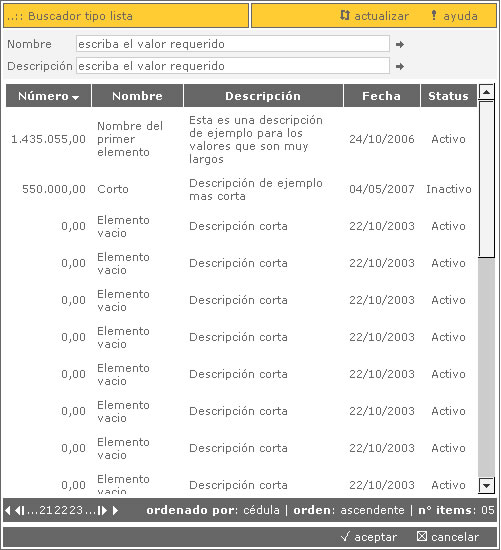 ..:: Buscador tipo lista
actualizar ! ayuda
Nombre escriba el valor requerido
Descripción escriba el valor requerido
Número Nombre Descripción Fecha Status
1.435.055,00 Nombre del primer elemento Esta es una descripción de ejemplo para los valores que son muy largos 24/10/2006 Activo
550.000,00 Corto Descripción de ejemplo mas corta 04/05/2007 Inactivo
0,00 Elemento vacio Descripción corta 22/10/2003 Activo
0,00 Elemento vacio Descripción corta 22/10/2003 Activo
0,00 Elemento vacio Descripción corta 22/10/2003 Activo
0,00 Elemento vacio Descripción corta 22/10/2003 Activo
0,00 Elemento vacio Descripción corta 22/10/2003 Activo
0,00 Elemento vacio Descripción corta 22/10/2003 Activo
0,00 Elemento vacio Descripción corta 22/10/2003 Activo
0,00 Elemento vacio Descripción corta 22/10/2003 Activo
...212223... ordenado por: cédula | orden: ascendente | n° items: 05
aceptar cancelar